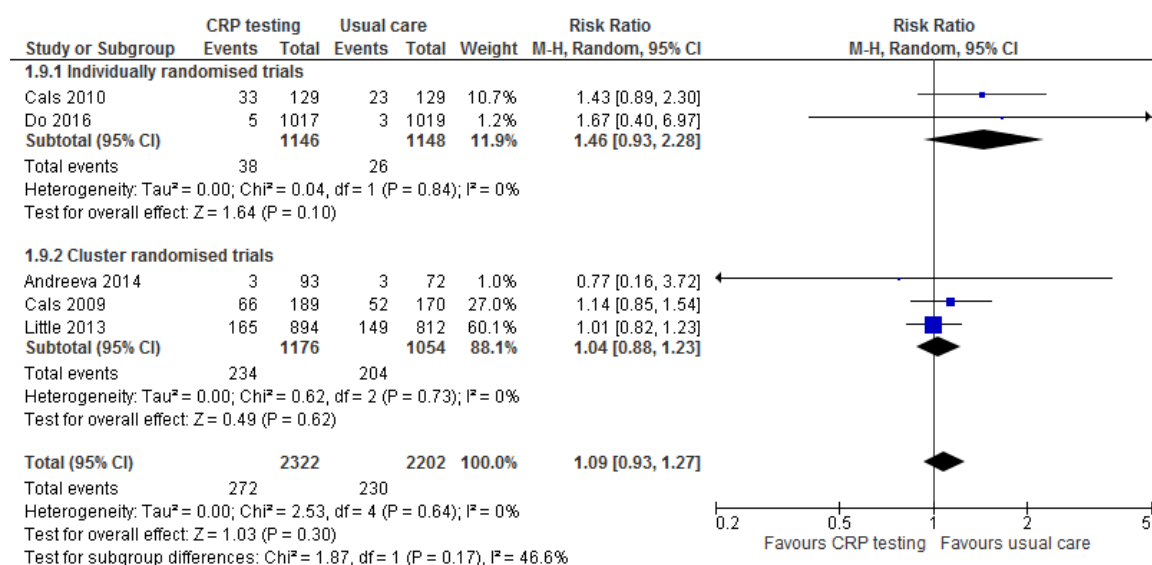 CRP testing Usual care Risk Ratio Risk Ratio
Study or Subgroup Events Total Events Total Weight M-H, Random, 95% CI M-H, Random, 95% CI
1.9.1 Individually randomised trials
Cals 2010 33 129 23 129 10.7% 1.43 [0.89, 2.30]
Do 2016 5 1017 3 1019 1.2% 1.67 [0.40, 6.97]
Subtotal (95% CI) 1146 1148 11.9% 1.46 [0.93, 2.28]
Total events 38 26
Heterogeneity: Tau² = 0.00; Chi² = 0.04, df = 1 (P = 0.84); I² = 0%
Test for overall effect: Z = 1.64 (P = 0.10)
1.9.2 Cluster randomised trials
Andreeva 2014 3 93 3 72 1.0% 0.77 [0.16, 3.72]
Cals 2009 66 189 52 170 27.0% 1.14 [0.85, 1.54]
Little 2013 165 894 149 812 60.1% 1.01 [0.82, 1.23]
Subtotal (95% CI) 1176 1054 88.1% 1.04 [0.88, 1.23]
Total events 234 204
Heterogeneity: Tau² = 0.00; Chi² = 0.62, df = 2 (P = 0.73); I² = 0%
Test for overall effect: Z = 0.49 (P = 0.62)
Total (95% CI) 2322 2202 100.0% 1.09 [0.93, 1.27]
Total events 272 230
Heterogeneity: Tau² = 0.00; Chi² = 2.53, df = 4 (P = 0.64); I² = 0%
Test for overall effect: Z = 1.03 (P = 0.30)
Test for subgroup differences: Chi² = 1.87, df = 1 (P = 0.17), I² = 46.6%
0.2 0.5 1 2 5
Favours CRP testing Favours usual care